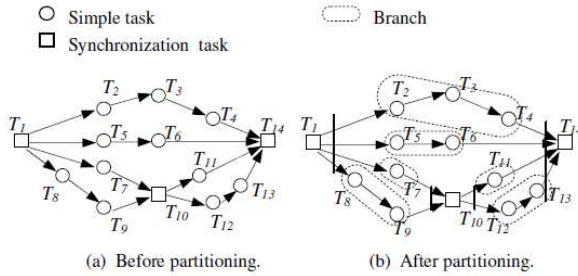 Simple task
Branch
Synchronization task
T3
T2
T4
T1
T5
T6
T14
T11
T7
T8
T13
T10
T9
T12
T3
T2
T4
T1
T5
T6
T11
T7
T8
T13
T10
T9
T12
(a) Before partitioning.
(b) After partitioning.